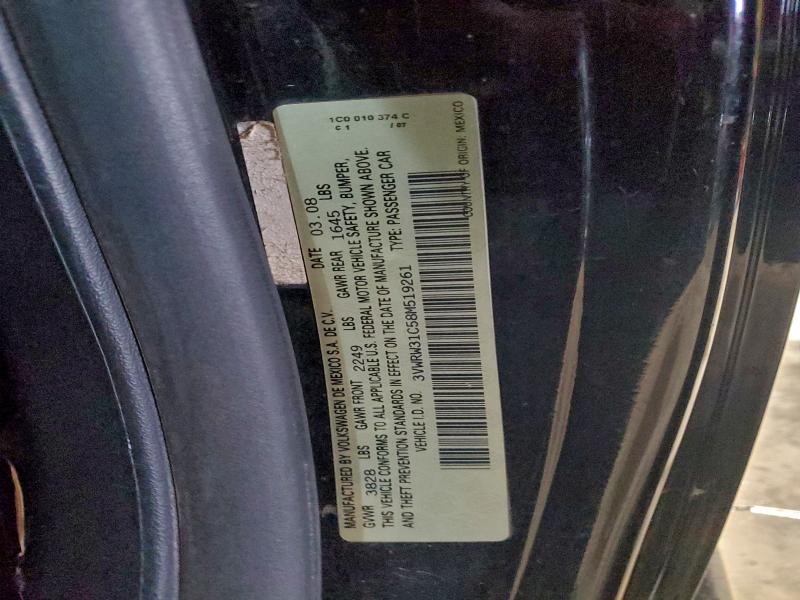 MANUFACTURED BY VOLKSWAGEN DE MEXICO S.A. DE C.V. DATE 03.08
GVWR 3828 LBS GAWR FRONT 2249 LBS GAWR REAR 1645 LBS
THIS VEHICLE CONFORMS TO ALL APPLICABLE U.S. FEDERAL MOTOR VEHICLE SAFETY, BUMPER,
AND THEFT PREVENTION STANDARDS IN EFFECT ON THE DATE OF MANUFACTURE SHOWN ABOVE.
VEHICLE I.D. NO. 3VWRW31C58M519261 TYPE: PASSENGER CAR
COUNTRY OF ORIGIN: MEXICO
1C0 010 374 C
C 1 / 07